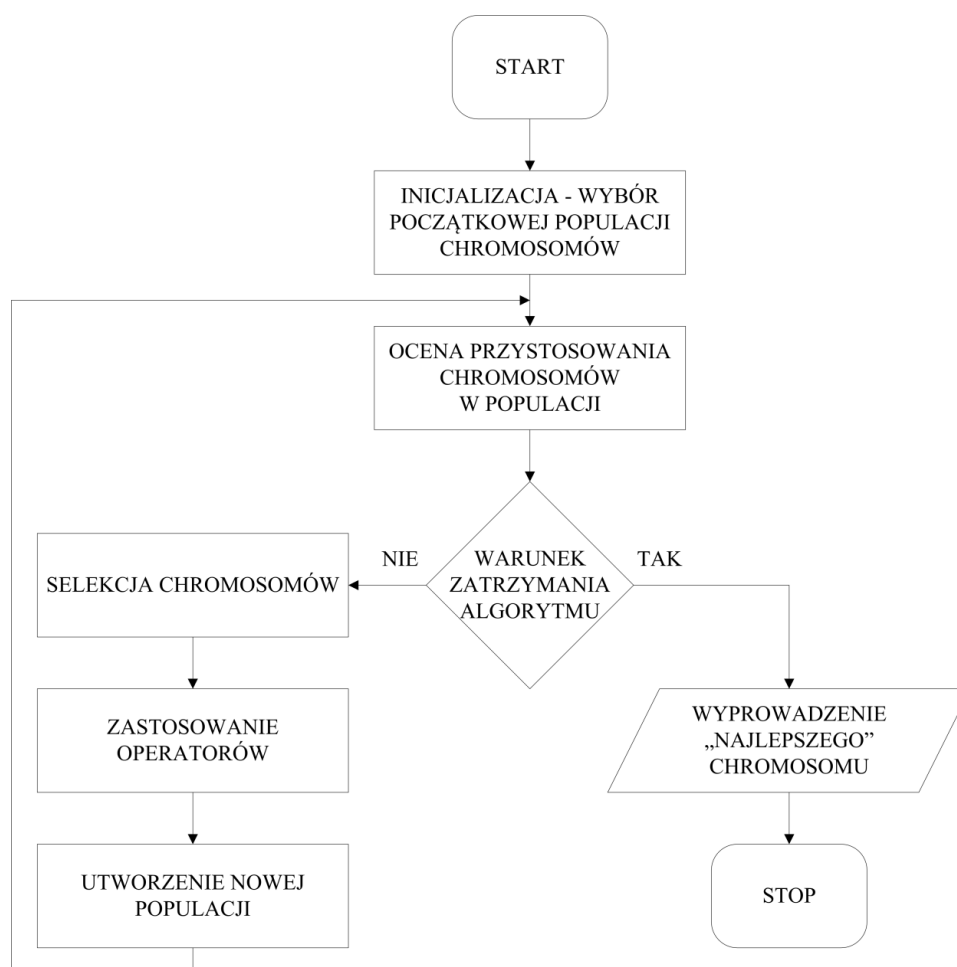 START
INICJALIZACJA - WYBÓR
POCZĄTKOWEJ POPULACJI
CHROMOSOMÓW
OCENA PRZYSTOSOWANIA
CHROMOSOMÓW
W POPULACJI
WARUNEK
ZATRZYMANIA
ALGORYTMU
NIE
TAK
SELEKCJA CHROMOSOMÓW
ZASTOSOWANIE
OPERATORÓW
UTWORZENIE NOWEJ
POPULACJI
WYPROWADZENIE
„NAJLEPSZEGO”
CHROMOSOMU
STOP